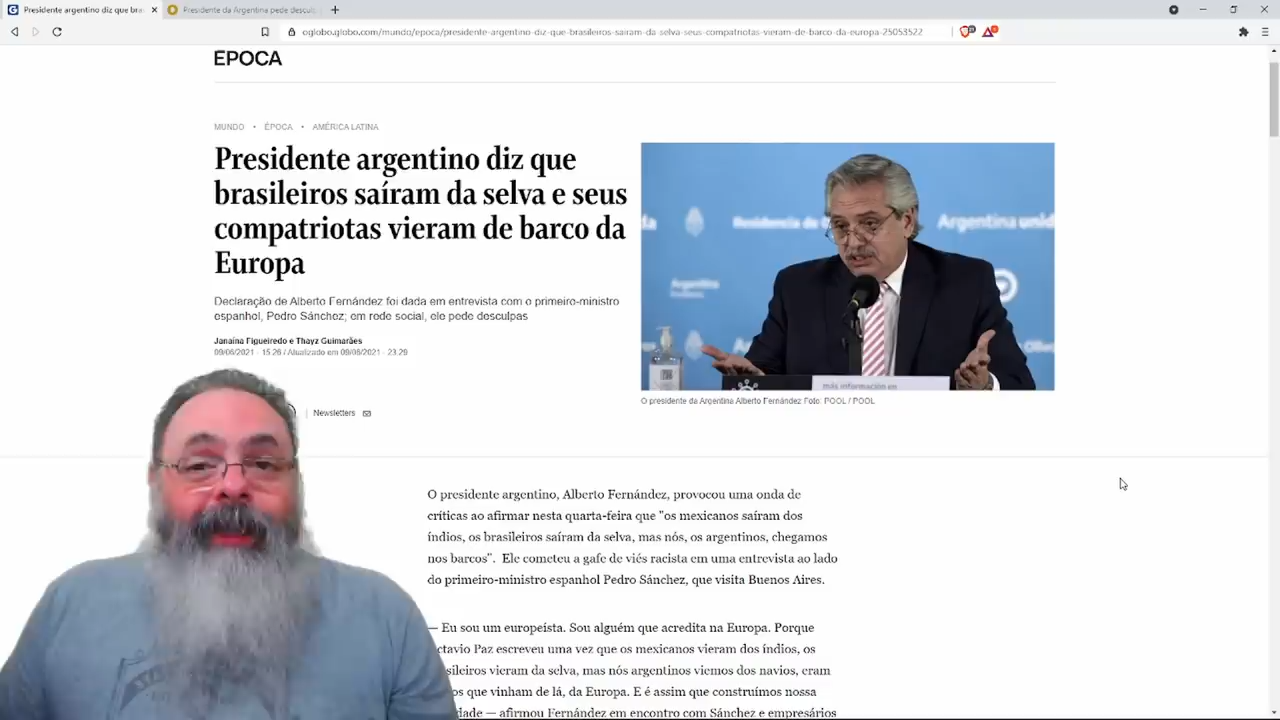 Presidente argentino diz que bra
Presidente da Argentina pede descul
oglobo.globo.com/mundo/epoca/presidente-argentino-diz-que-brasileiros-sairam-da-selva-seus-compatriotas-vieram-de-barco-da-europa-25053522
ÉPOCA
MUNDO • ÉPOCA • AMÉRICA LATINA
Presidente argentino diz que
brasileiros saíram da selva e seus
compatriotas vieram de barco da
Europa
Declaração de Alberto Fernández foi dada em entrevista com o primeiro-ministro
espanhol, Pedro Sánchez; em rede social, ele pede desculpas
Janaína Figueiredo e Thayz Guimarães
09/06/2021 - 15:26 / Atualizado em 09/06/2021 - 23:29
Newsletters
Argentina unid
Argentina
más información en
O presidente da Argentina Alberto Fernández Foto: POOL / POOL
O presidente argentino, Alberto Fernández, provocou uma onda de
críticas ao afirmar nesta quarta-feira que "os mexicanos saíram dos
índios, os brasileiros saíram da selva, mas nós, os argentinos, chegamos
nos barcos". Ele cometeu a gafe de viés racista em uma entrevista ao lado
do primeiro-ministro espanhol Pedro Sánchez, que visita Buenos Aires.
— Eu sou um europeísta. Sou alguém que acredita na Europa. Porque
ctavio Paz escreveu uma vez que os mexicanos vieram dos índios, os
sileiros vieram da selva, mas nós argentinos viemos dos navios, eram
os que vinham de lá, da Europa. E é assim que construímos nossa
dade — afirmou Fernández em encontro com Sánchez e empresários